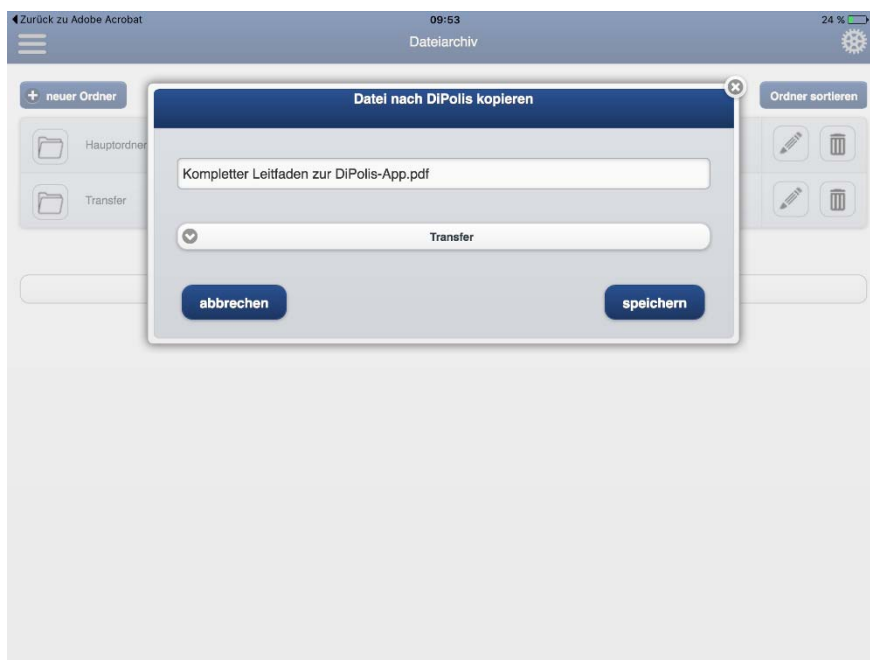 Zurück zu Adobe Acrobat 09:53 24 %
Dateiarchiv
neuer Ordner Ordner sortieren
Datei nach DiPolis kopieren
Hauptordner
Kompletter Leitfaden zur DiPolis-App.pdf
Transfer
Transfer
abbrechen speichern